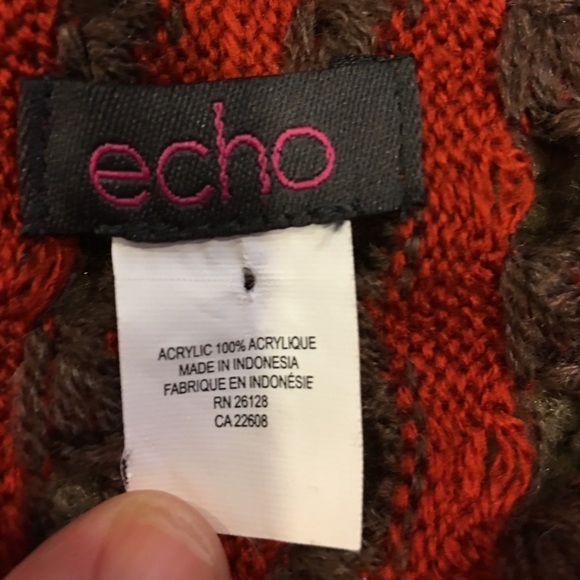 echo
ACRYLIC 100% ACRYLIQUE
MADE IN INDONESIA
FABRIQUE EN INDONÉSIE
RN 26128
CA 22608